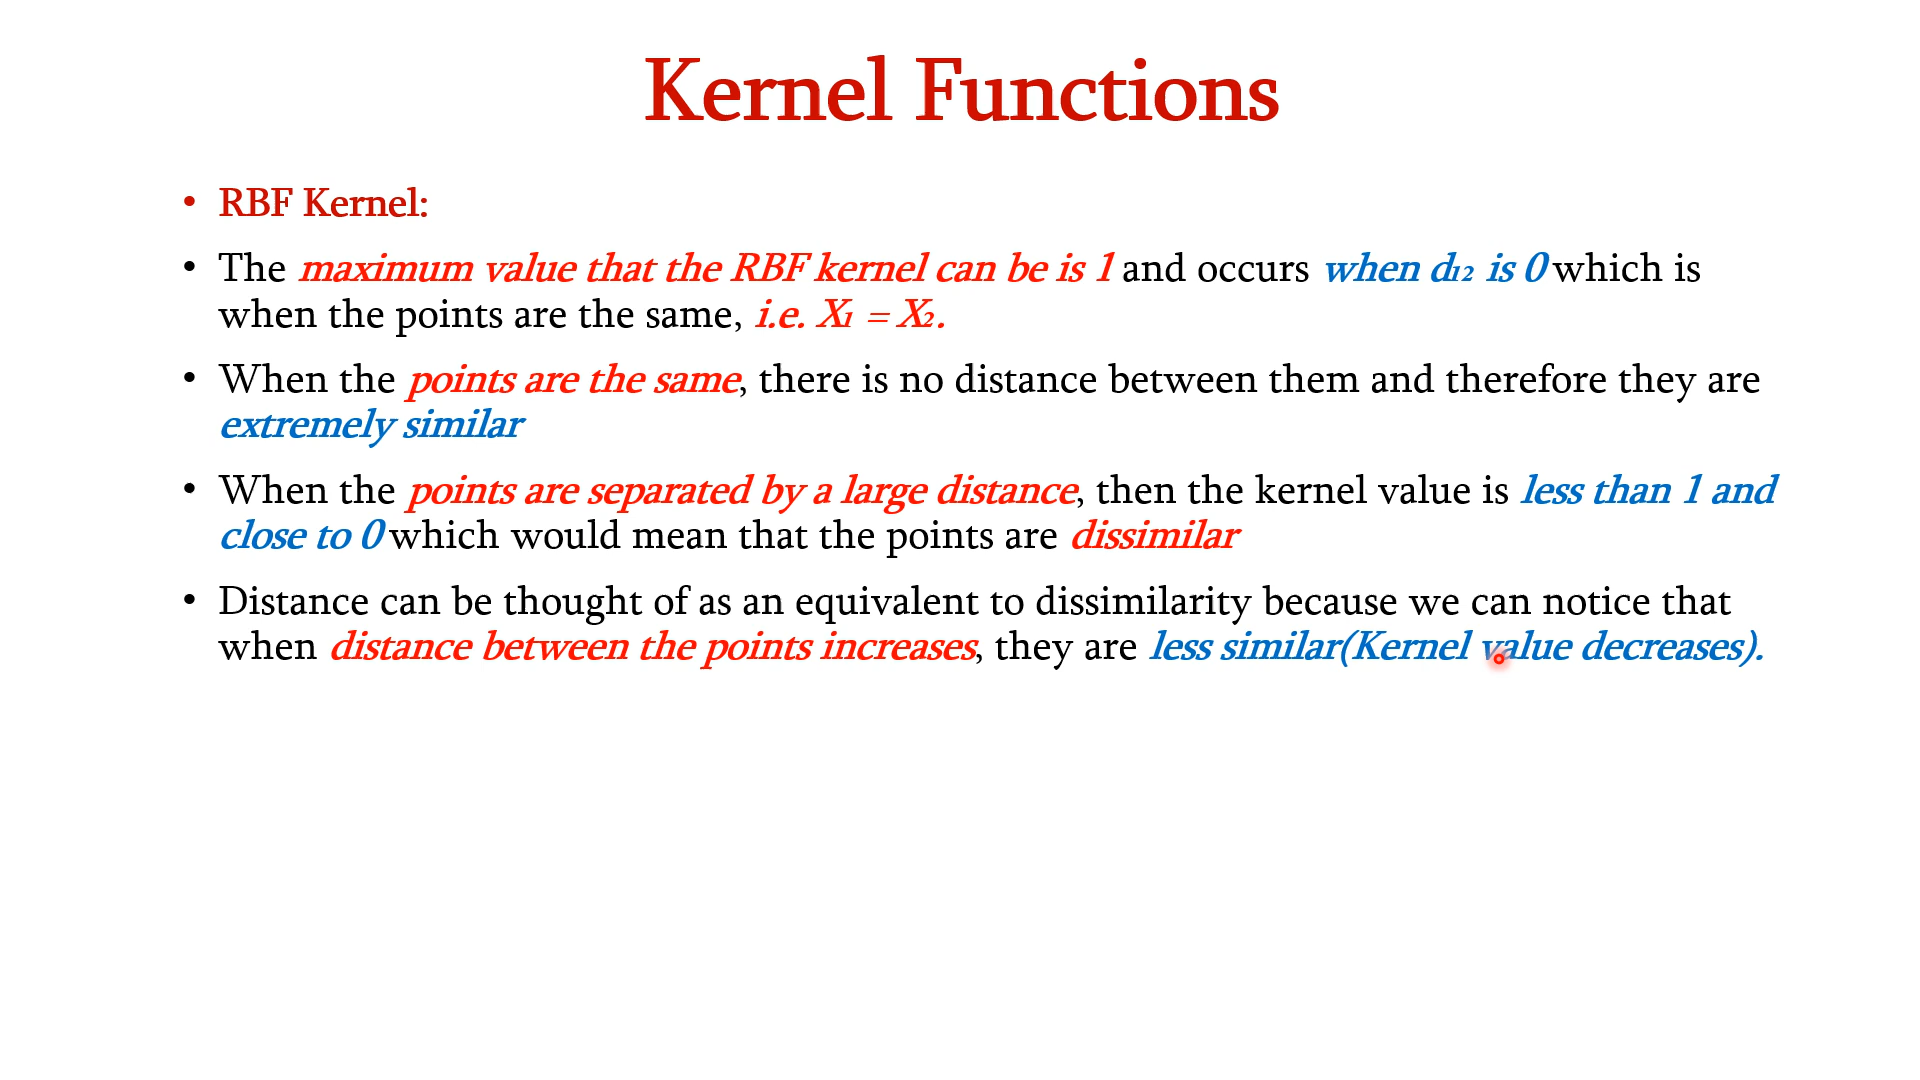 Kernel Functions
• RBF Kernel:
• The maximum value that the RBF kernel can be is 1 and occurs when d₁₂ is 0 which is
when the points are the same, i.e. X₁ = X₂.
• When the points are the same, there is no distance between them and therefore they are
extremely similar
• When the points are separated by a large distance, then the kernel value is less than 1 and
close to 0 which would mean that the points are dissimilar
• Distance can be thought of as an equivalent to dissimilarity because we can notice that
when distance between the points increases, they are less similar(Kernel value decreases).